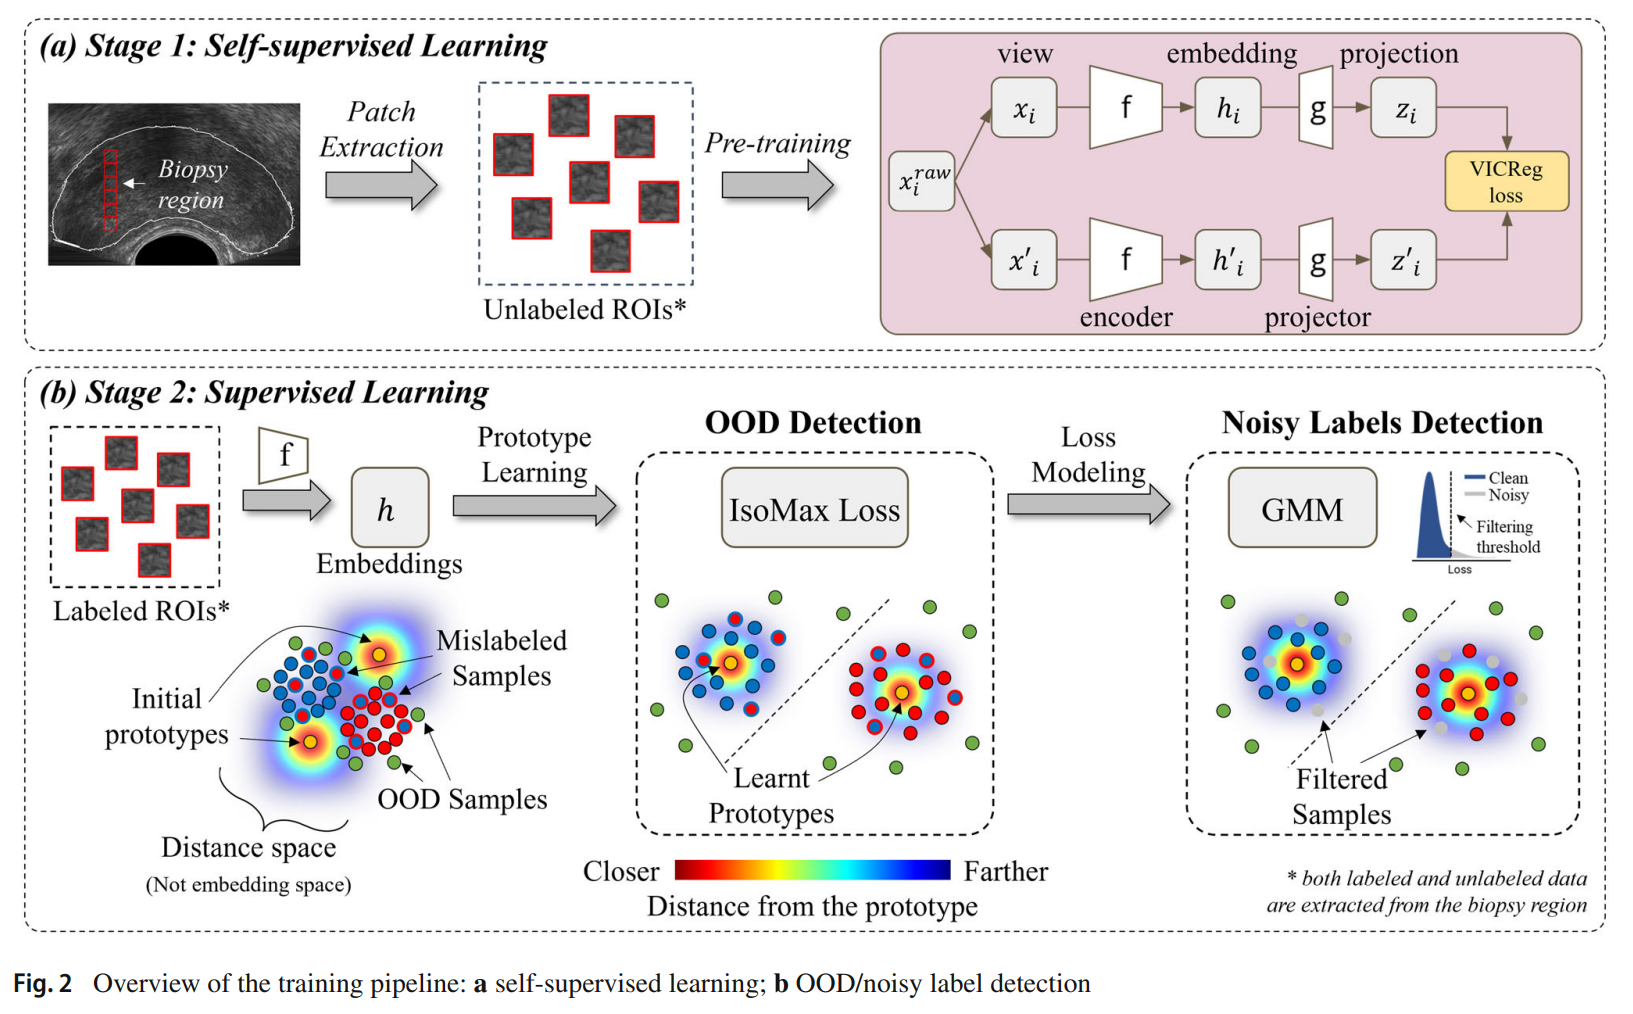 (a) Stage 1: Self-supervised Learning
Biopsy
region
Patch
Extraction
Unlabeled ROIs*
Pre-training
view
embedding
projection
x_i^raw
x_i
f
h_i
g
z_i
VICReg
loss
x'_i
f
h'_i
g
z'_i
encoder
projector
(b) Stage 2: Supervised Learning
Labeled ROIs*
f
h
Embeddings
Prototype
Learning
OOD Detection
IsoMax Loss
Loss
Modeling
Noisy Labels Detection
GMM
Clean
Noisy
Filtering
threshold
Loss
Initial
prototypes
Mislabeled
Samples
OOD Samples
Distance space
(Not embedding space)
Learnt
Prototypes
Filtered
Samples
Closer
Farther
Distance from the prototype
* both labeled and unlabeled data
are extracted from the biopsy region
Fig. 2 Overview of the training pipeline: a self-supervised learning; b OOD/noisy label detection